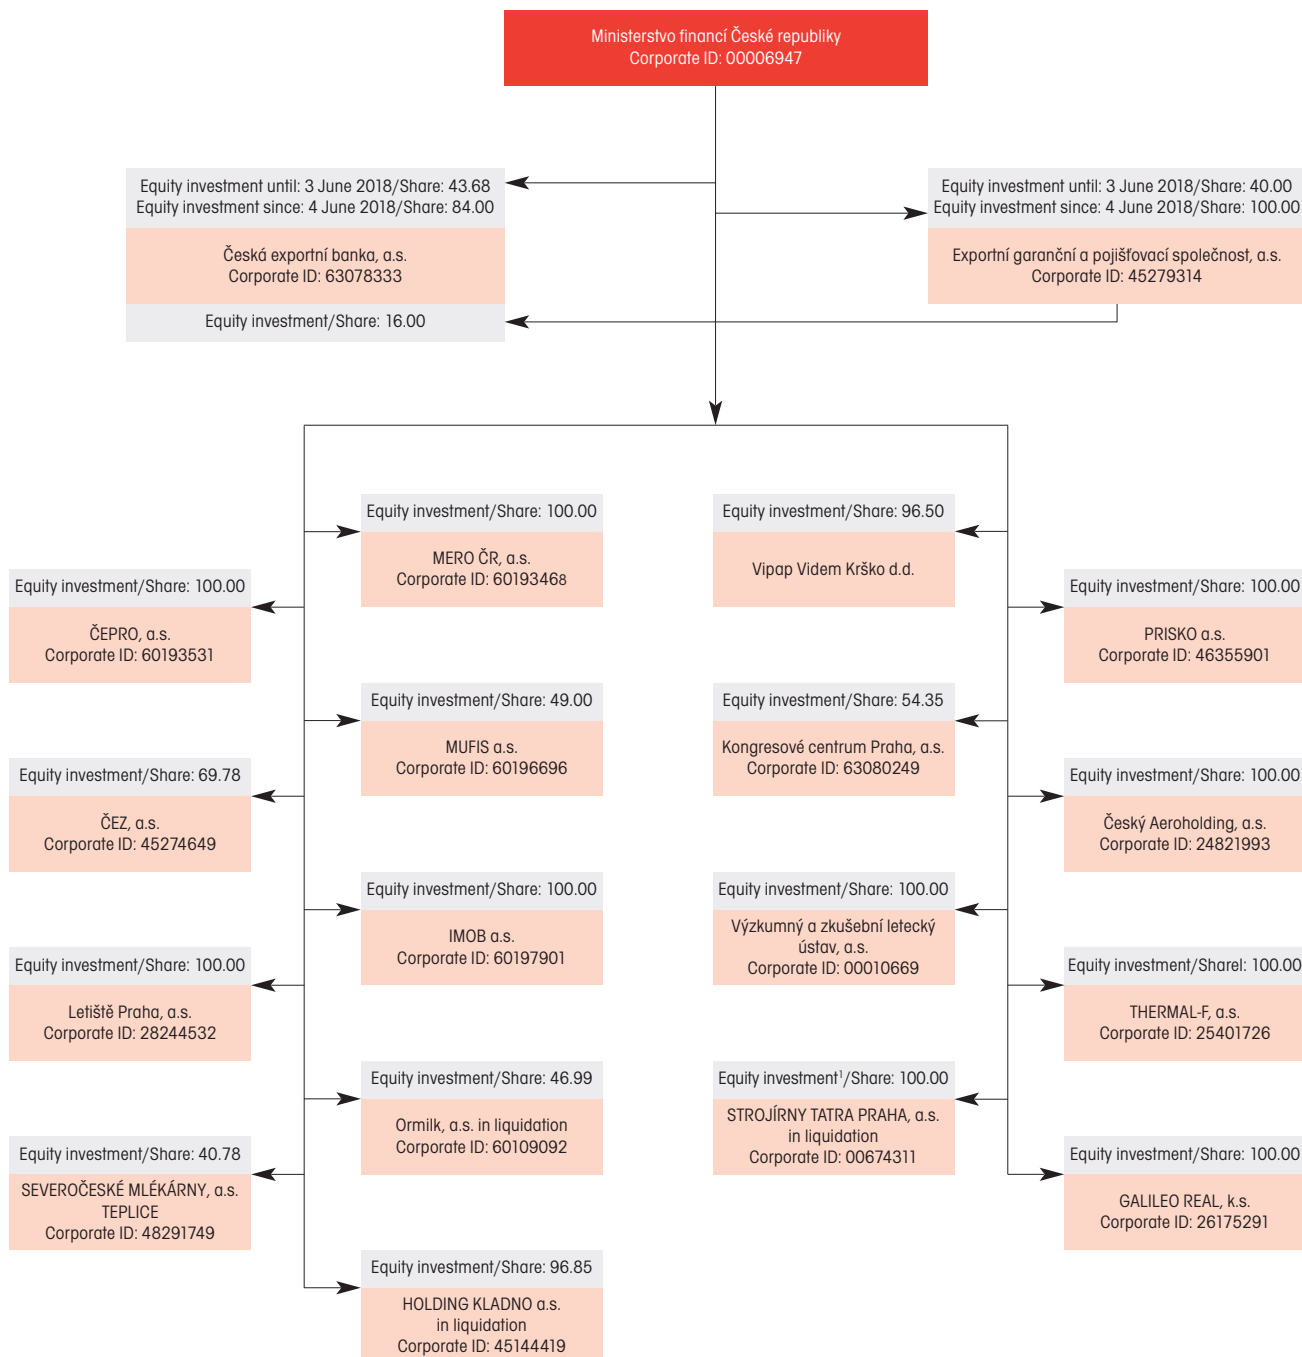 Ministerstvo financí České republiky
Corporate ID: 00006947
Equity investment until: 3 June 2018/Share: 43.68
Equity investment since: 4 June 2018/Share: 84.00
Česká exportní banka, a.s.
Corporate ID: 63078333
Equity investment/Share: 16.00
Equity investment until: 3 June 2018/Share: 40.00
Equity investment since: 4 June 2018/Share: 100.00
Exportní garanční a pojišťovací společnost, a.s.
Corporate ID: 45279314
Equity investment/Share: 100.00
MERO ČR, a.s.
Corporate ID: 60193468
Equity investment/Share: 96.50
Vipap Videm Krško d.d.
Equity investment/Share: 100.00
ČEPRO, a.s.
Corporate ID: 60193531
Equity investment/Share: 100.00
PRISKO a.s.
Corporate ID: 46355901
Equity investment/Share: 49.00
MUFIS a.s.
Corporate ID: 60196696
Equity investment/Share: 54.35
Kongresové centrum Praha, a.s.
Corporate ID: 63080249
Equity investment/Share: 69.78
ČEZ, a.s.
Corporate ID: 45274649
Equity investment/Share: 100.00
Český Aeroholding, a.s.
Corporate ID: 24821993
Equity investment/Share: 100.00
IMOB a.s.
Corporate ID: 60197901
Equity investment/Share: 100.00
Výzkumný a zkušební letecký
ústav, a.s.
Corporate ID: 00010669
Equity investment/Share: 100.00
Letiště Praha, a.s.
Corporate ID: 28244532
Equity investment/Sharel: 100.00
THERMAL-F, a.s.
Corporate ID: 25401726
Equity investment/Share: 46.99
Ormilk, a.s. in liquidation
Corporate ID: 60109092
Equity investment¹/Share: 100.00
STROJÍRNY TATRA PRAHA, a.s.
in liquidation
Corporate ID: 00674311
Equity investment/Share: 40.78
SEVEROČESKÉ MLÉKÁRNY, a.s.
TEPLICE
Corporate ID: 48291749
Equity investment/Share: 100.00
GALILEO REAL, k.s.
Corporate ID: 26175291
Equity investment/Share: 96.85
HOLDING KLADNO a.s.
in liquidation
Corporate ID: 45144419